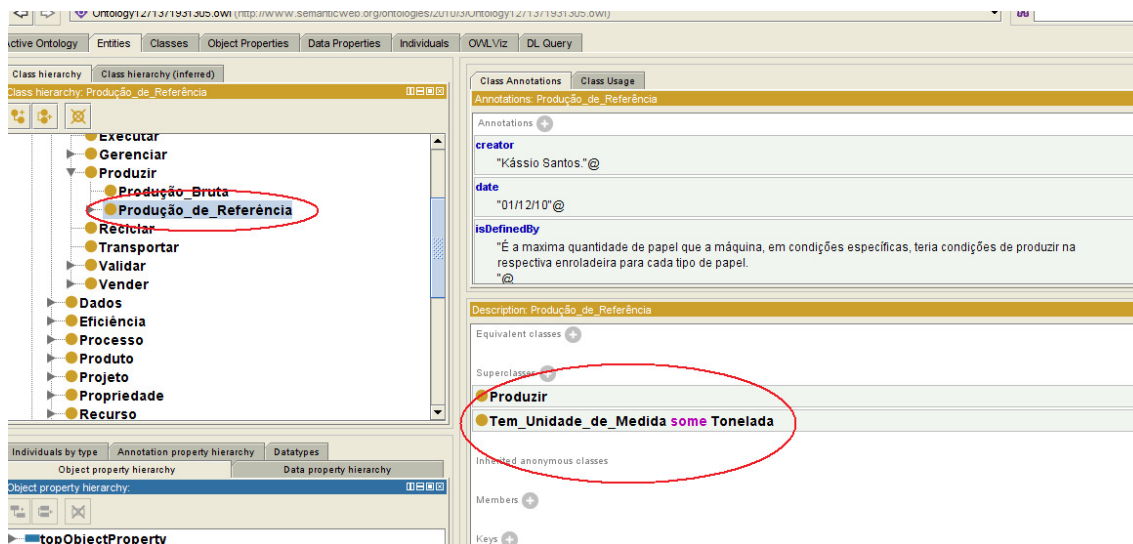 Ontology1271371931305.owl (http://www.semanticweb.org/ontologies/2010/3/Ontology1271371931305.owl)
Active Ontology Entities Classes Object Properties Data Properties Individuals OWLViz DL Query
Class hierarchy Class hierarchy (inferred)
Class hierarchy: Produção_de_Referência
Executar
Gerenciar
Produzir
Produção_Bruta
Produção_de_Referência
Reciclar
Transportar
Validar
Vender
Dados
Eficiência
Processo
Produto
Projeto
Propriedade
Recurso
Individuals by type Annotation property hierarchy Datatypes
Object property hierarchy Data property hierarchy
Object property hierarchy:
topObjectProperty
Class Annotations Class Usage
Annotations: Produção_de_Referência
Annotations
creator
"Kássio Santos."@
date
"01/12/10"@
isDefinedBy
"É a maxima quantidade de papel que a máquina, em condições específicas, teria condições de produzir na
respectiva enroladeira para cada tipo de papel.
"@
Description: Produção_de_Referência
Equivalent classes
Superclasses
Produzir
Tem_Unidade_de_Medida some Tonelada
Inherited anonymous classes
Members
Keys